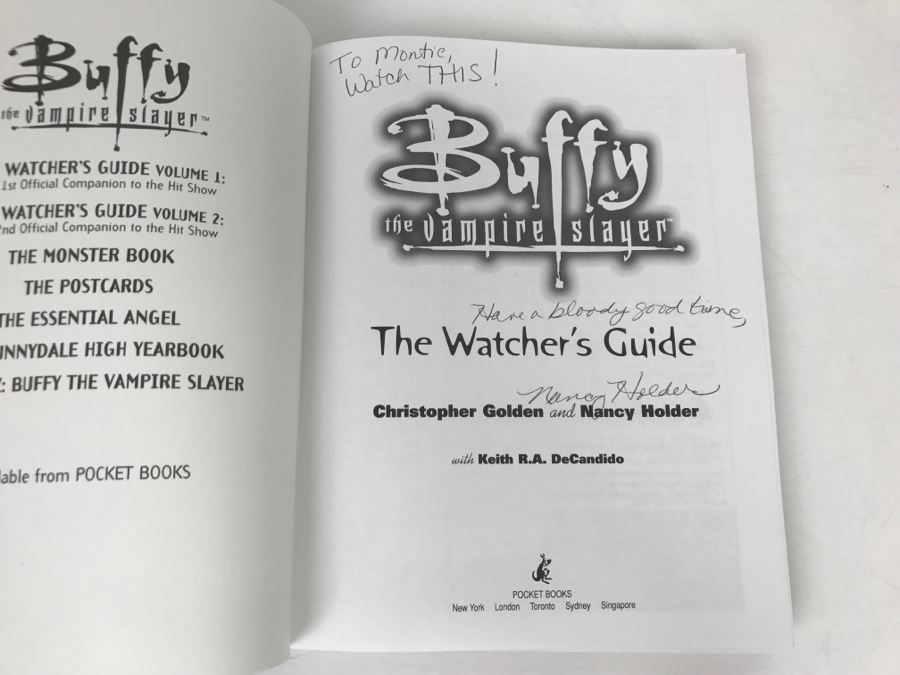 Buffy
the vampire slayer™
WATCHER'S GUIDE VOLUME 1:
1st Official Companion to the Hit Show
WATCHER'S GUIDE VOLUME 2:
nd Official Companion to the Hit Show
THE MONSTER BOOK
THE POSTCARDS
THE ESSENTIAL ANGEL
UNNYDALE HIGH YEARBOOK
: BUFFY THE VAMPIRE SLAYER
lable from POCKET BOOKS
To Montie,
Watch THIS!
Buffy
the vampire slayer™
Have a bloody good time,
The Watcher's Guide
Nancy Holder
Christopher Golden and Nancy Holder
with Keith R.A. DeCandido
POCKET BOOKS
New York London Toronto Sydney Singapore